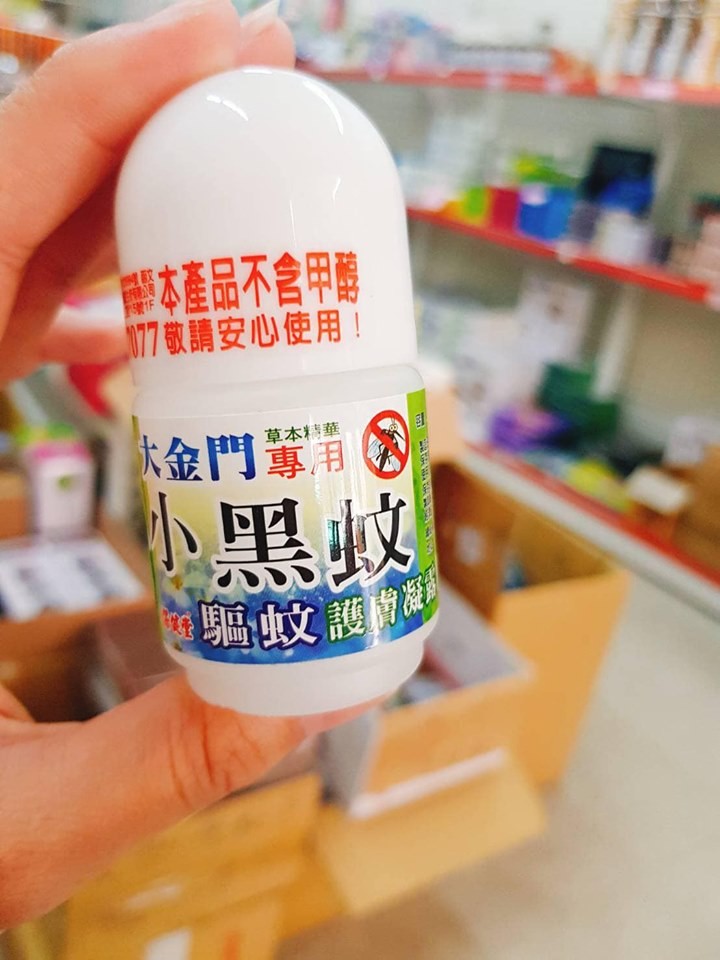 本產品不含甲醇
077 敬請安心使用！
大金門 草本精華 專用
小黑蚊
驅蚊護膚凝露